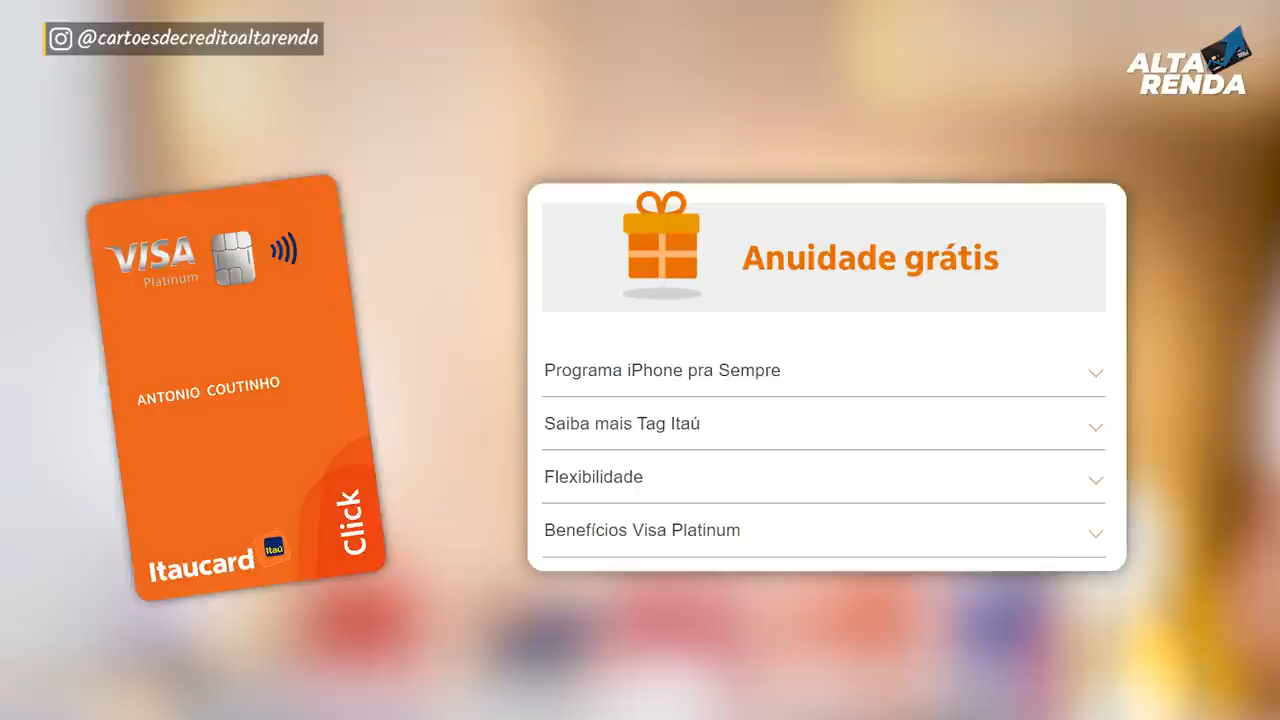 @cartoesdecreditoaltarenda
ALTA
RENDA
VISA
Platinum
ANTONIO COUTINHO
Click
Itaucard
Itaú
Anuidade grátis
Programa iPhone pra Sempre
Saiba mais Tag Itaú
Flexibilidade
Benefícios Visa Platinum